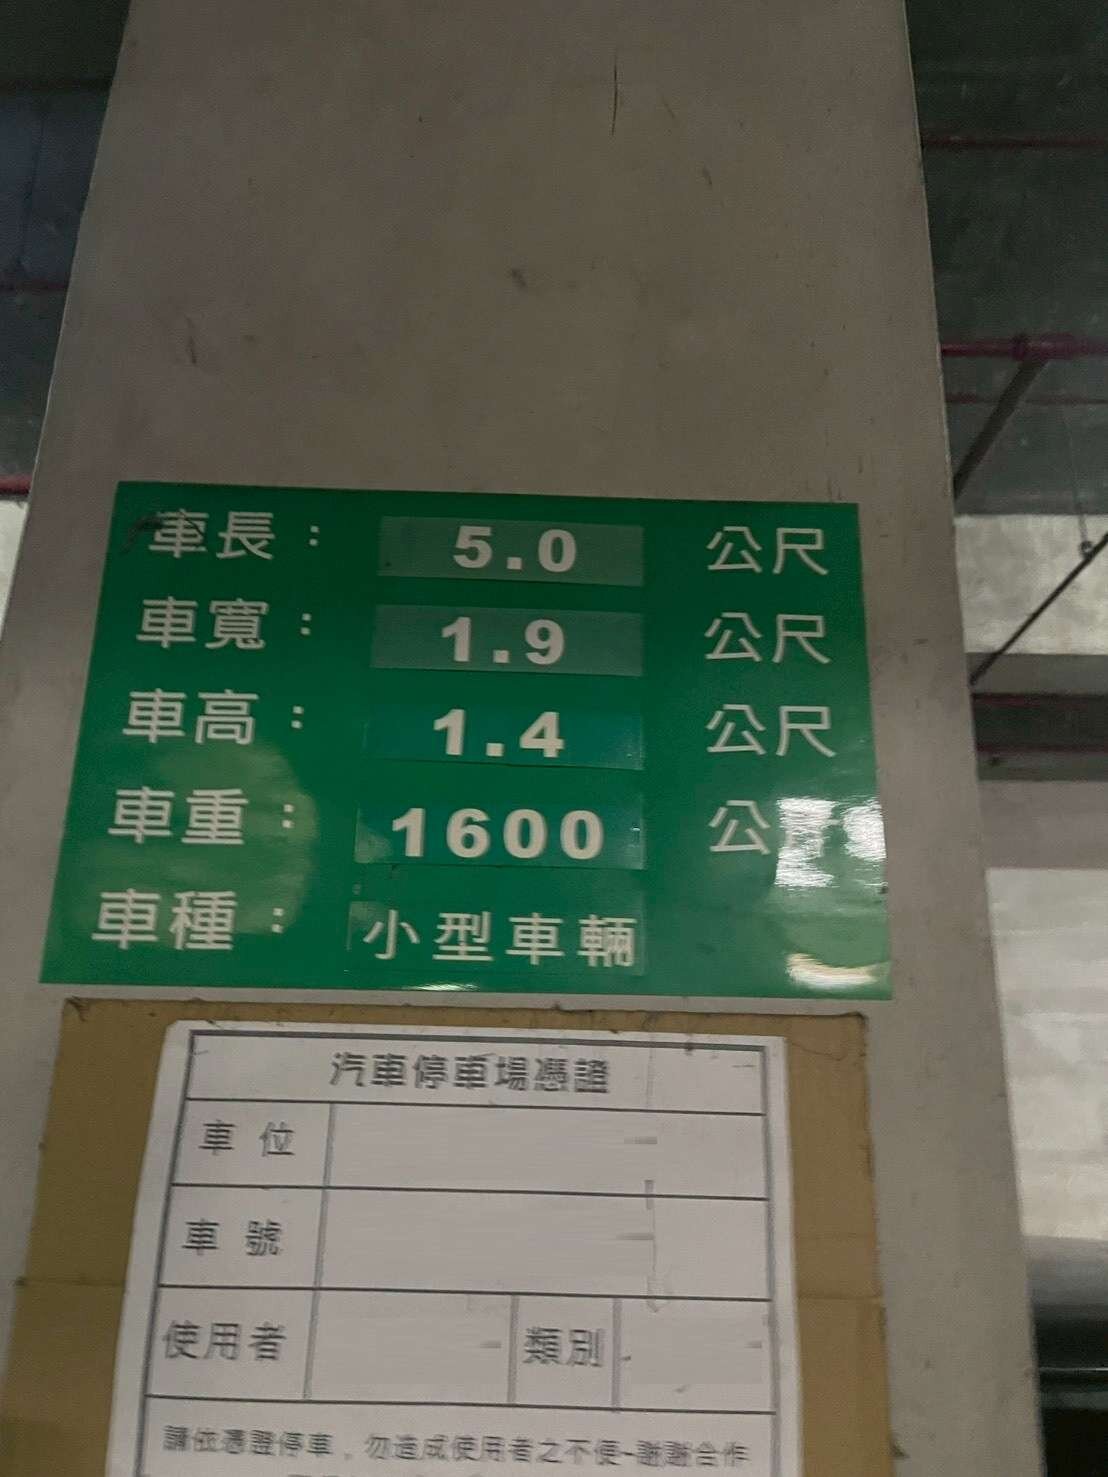 車長： 5.0 公尺
車寬： 1.9 公尺
車高： 1.4 公尺
車重： 1600 公斤
車種： 小型車輛
汽車停車場憑證
車位
車號
使用者 類別
請依憑證停車，勿造成使用者之不便-謝謝合作